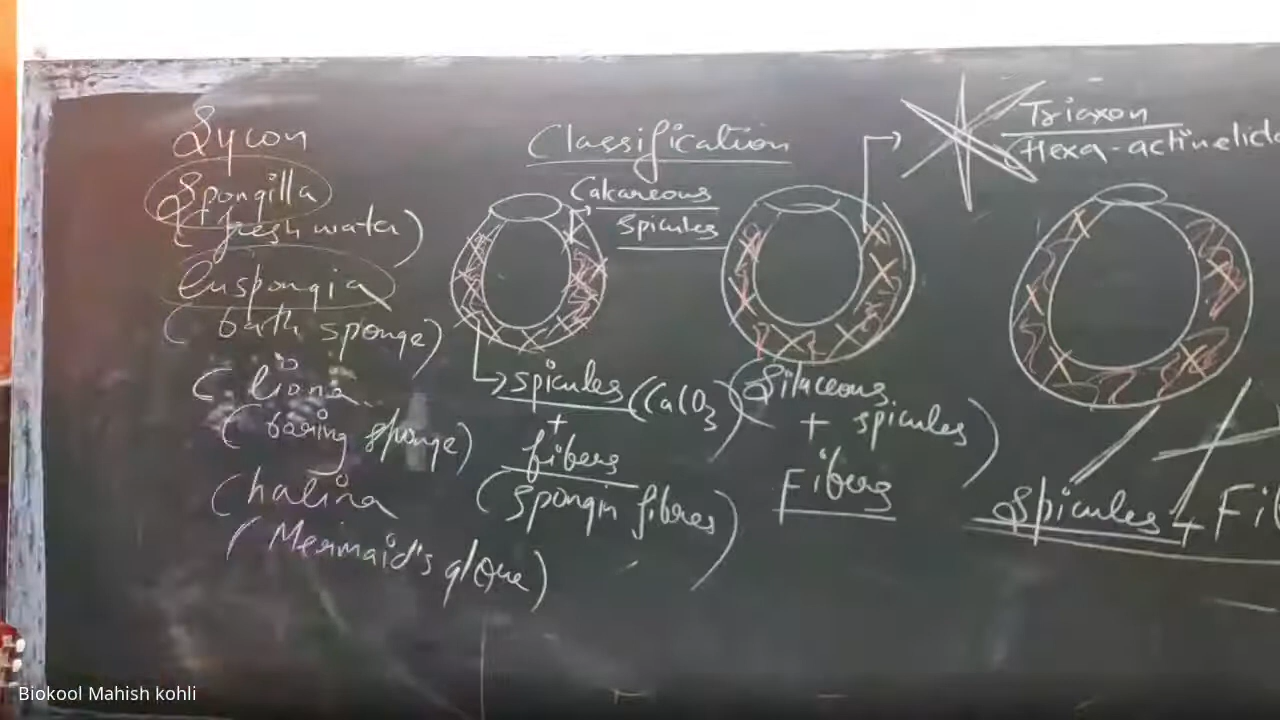 Sycon
Spongilla
(fresh water)
Euspongia
(bath sponge)
Cliona
(boring sponge)
Chalina
(Mermaid's glove)
Classification
Calcareous
Spicules
spicules (CaCO3)
+
fibers
(spongin fibres)
Triaxon
(Hexa-actinelida
(Silaceous
+ spicules)
Fibers
Spicules + Fi
Biokool Mahish kohli